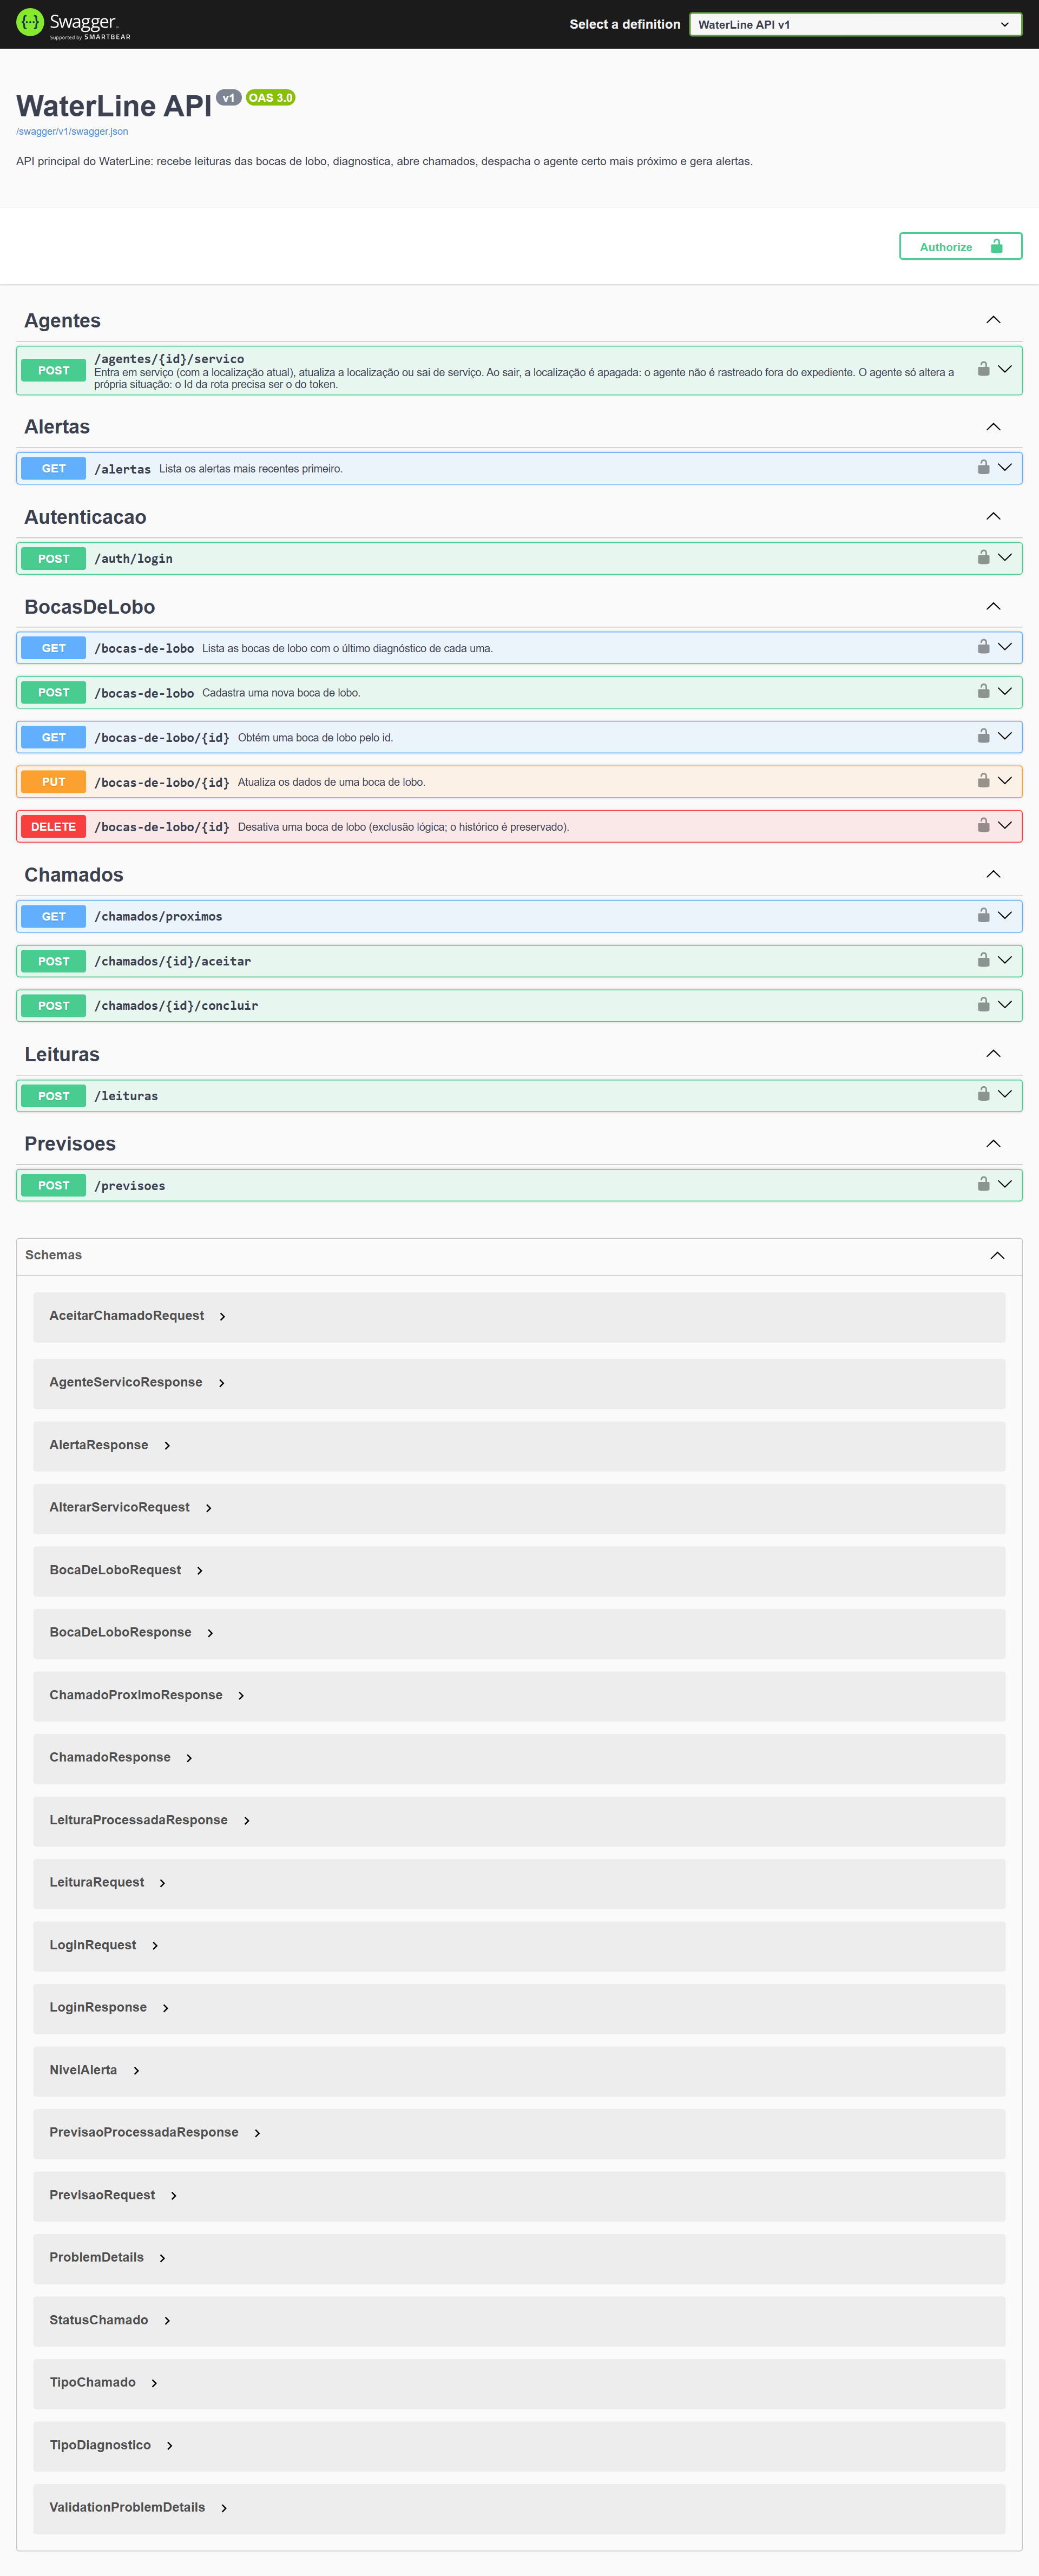 Swagger
Supported by SMARTBEAR
Select a definition
WaterLine API v1
WaterLine API v1 OAS 3.0
/swagger/v1/swagger.json
API principal do WaterLine: recebe leituras das bocas de lobo, diagnostica, abre chamados, despacha o agente certo mais próximo e gera alertas.
Authorize
Agentes
POST /agentes/{id}/servico
Entra em serviço (com a localização atual), atualiza a localização ou sai de serviço. Ao sair, a localização é apagada: o agente não é rastreado fora do expediente. O agente só altera a
própria situação: o Id da rota precisa ser o do token.
Alertas
GET /alertas Lista os alertas mais recentes primeiro.
Autenticacao
POST /auth/login
BocasDeLobo
GET /bocas-de-lobo Lista as bocas de lobo com o último diagnóstico de cada uma.
POST /bocas-de-lobo Cadastra uma nova boca de lobo.
GET /bocas-de-lobo/{id} Obtém uma boca de lobo pelo id.
PUT /bocas-de-lobo/{id} Atualiza os dados de uma boca de lobo.
DELETE /bocas-de-lobo/{id} Desativa uma boca de lobo (exclusão lógica; o histórico é preservado).
Chamados
GET /chamados/proximos
POST /chamados/{id}/aceitar
POST /chamados/{id}/concluir
Leituras
POST /leituras
Previsoes
POST /previsoes
Schemas
AceitarChamadoRequest
AgenteServicoResponse
AlertaResponse
AlterarServicoRequest
BocaDeLoboRequest
BocaDeLoboResponse
ChamadoProximoResponse
ChamadoResponse
LeituraProcessadaResponse
LeituraRequest
LoginRequest
LoginResponse
NivelAlerta
PrevisaoProcessadaResponse
PrevisaoRequest
ProblemDetails
StatusChamado
TipoChamado
TipoDiagnostico
ValidationProblemDetails